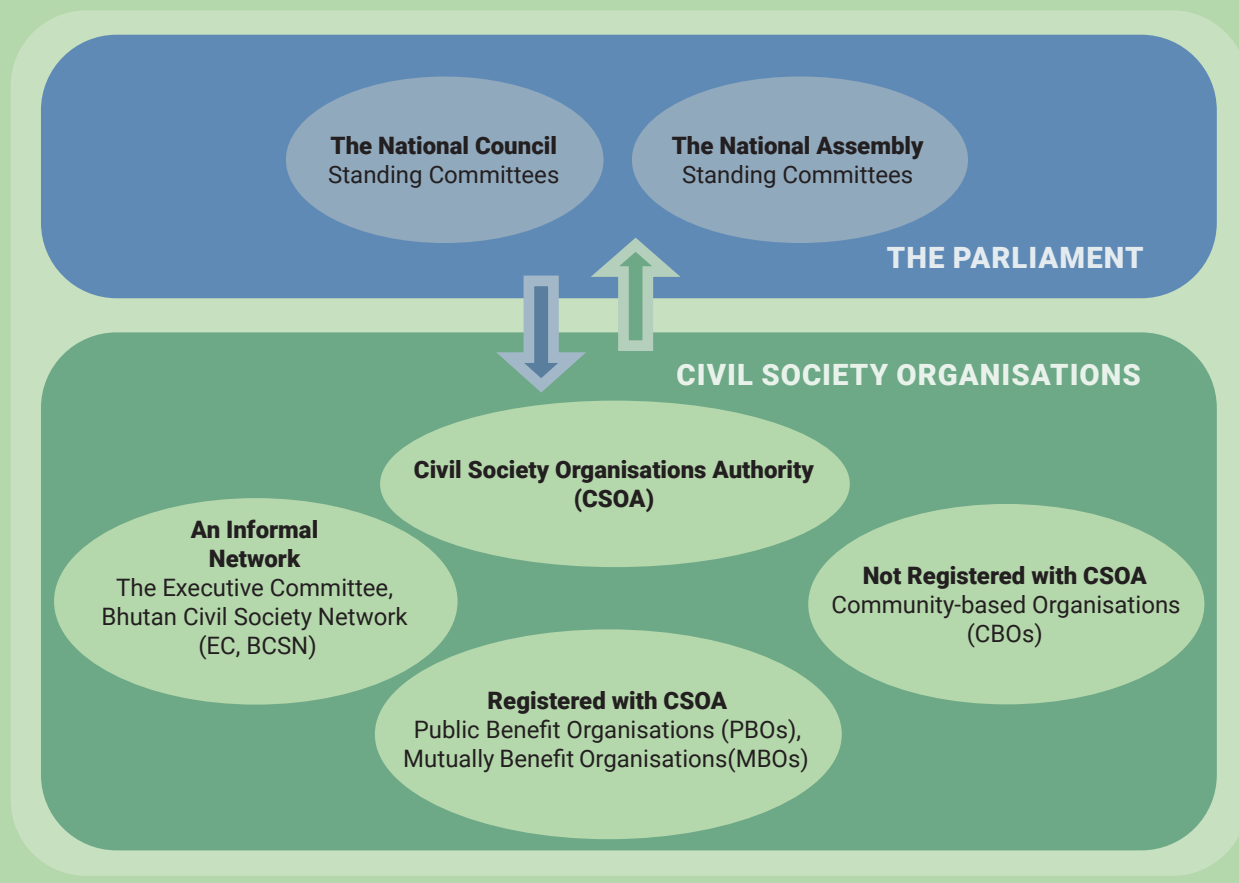 The National Council
Standing Committees
The National Assembly
Standing Committees
THE PARLIAMENT
CIVIL SOCIETY ORGANISATIONS
Civil Society Organisations Authority
(CSOA)
An Informal
Network
The Executive Committee,
Bhutan Civil Society Network
(EC, BCSN)
Not Registered with CSOA
Community-based Organisations
(CBOs)
Registered with CSOA
Public Benefit Organisations (PBOs),
Mutually Benefit Organisations(MBOs)